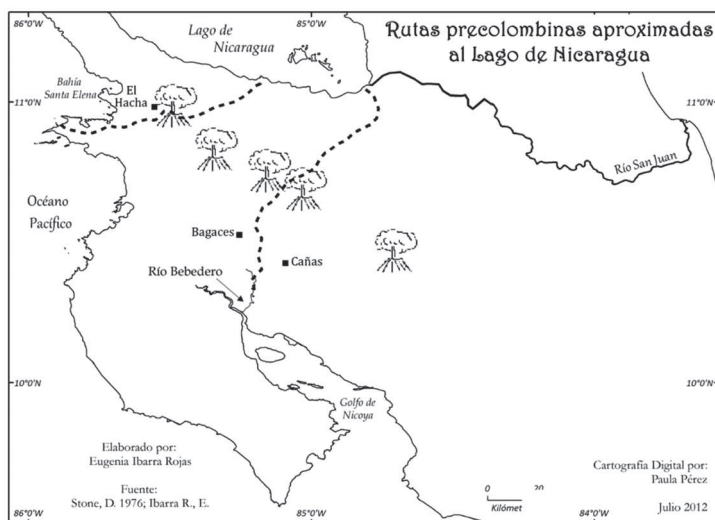 86°0'W
85°0'W
Rutas precolombinas aproximadas
al Lago de Nicaragua
Lago de
Nicaragua
Bahía
Santa Elena
El
Hacha
11°0'N
11°0'N
Río San Juan
Océano
Pacífico
Bagaces
Cañas
Río Bebedero
10°0'N
10°0'N
Golfo de
Nicoya
Elaborado por:
Eugenia Ibarra Rojas
Fuente:
Stone, D. 1976; Ibarra R., E.
Cartografía Digital por:
Paula Pérez
Julio 2012
0 20
Kilómet
86°0'W
85°0'W
84°0'W